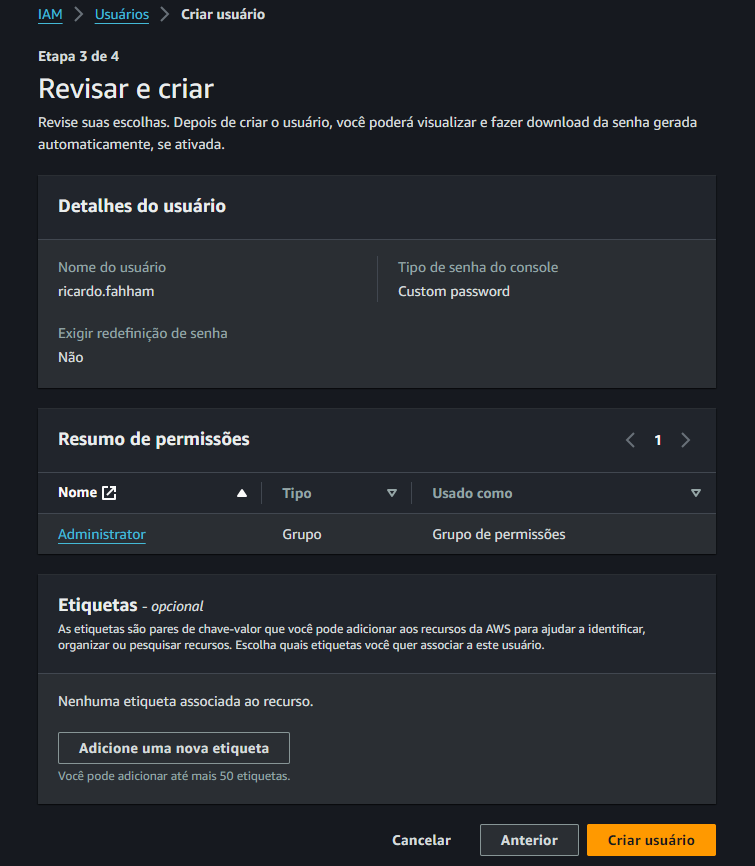 IAM > Usuários > Criar usuário
Etapa 3 de 4
Revisar e criar
Revise suas escolhas. Depois de criar o usuário, você poderá visualizar e fazer download da senha gerada
automaticamente, se ativada.
Detalhes do usuário
Nome do usuário
ricardo.fahham
Tipo de senha do console
Custom password
Exigir redefinição de senha
Não
Resumo de permissões
1
Nome Tipo Usado como
Administrator Grupo Grupo de permissões
Etiquetas - opcional
As etiquetas são pares de chave-valor que você pode adicionar aos recursos da AWS para ajudar a identificar,
organizar ou pesquisar recursos. Escolha quais etiquetas você quer associar a este usuário.
Nenhuma etiqueta associada ao recurso.
Adicione uma nova etiqueta
Você pode adicionar até mais 50 etiquetas.
Cancelar Anterior Criar usuário